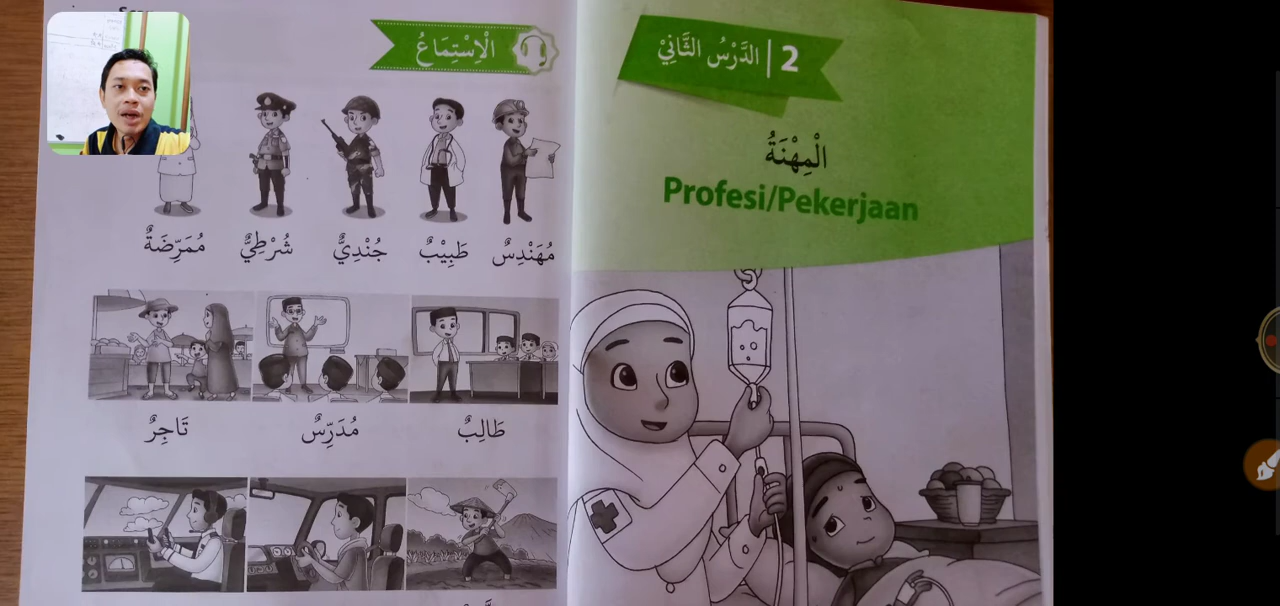 الْاِسْتِمَاعُ
مُهَنْدِسٌ طَبِيْبٌ جُنْدِيٌّ شُرْطِيٌّ مُمَرِّضَةٌ
طَالِبٌ مُدَرِّسٌ تَاجِرٌ
2 | الدَّرْسُ الثَّانِيْ
الْمِهْنَةُ
Profesi/Pekerjaan